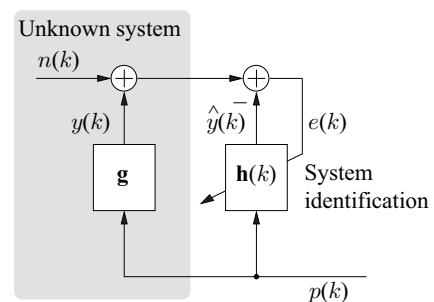 Unknown system
n(k)
y(k)
ŷ(k)
−
e(k)
g
h(k)
System
identification
p(k)